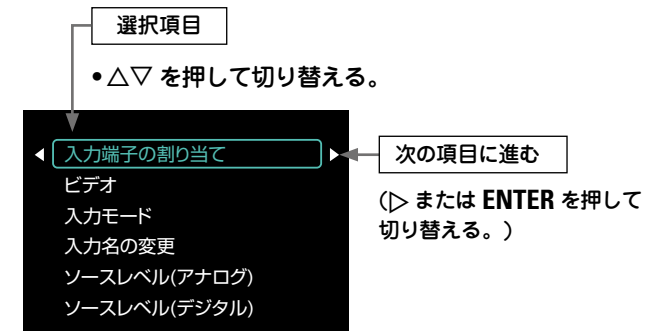 選択項目
•△▽ を押して切り替える。
入力端子の割り当て
ビデオ
入力モード
入力名の変更
ソースレベル(アナログ)
ソースレベル(デジタル)
次の項目に進む
(▷ または ENTER を押して
切り替える。)